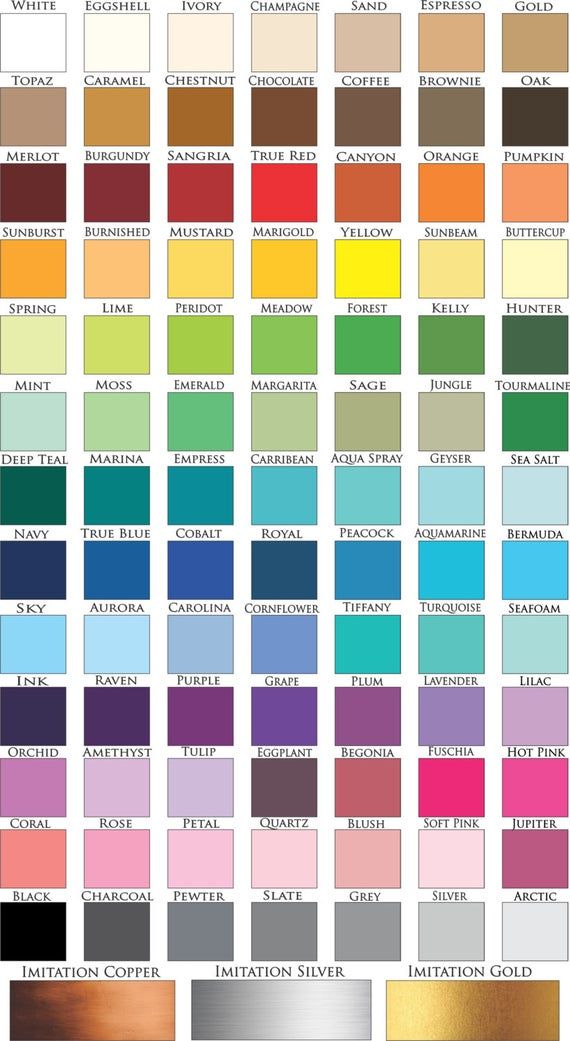 WHITE EGGSHELL IVORY CHAMPAGNE SAND ESPRESSO GOLD
TOPAZ CARAMEL CHESTNUT CHOCOLATE COFFEE BROWNIE OAK
MERLOT BURGUNDY SANGRIA TRUE RED CANYON ORANGE PUMPKIN
SUNBURST BURNISHED MUSTARD MARIGOLD YELLOW SUNBEAM BUTTERCUP
SPRING LIME PERIDOT MEADOW FOREST KELLY HUNTER
MINT MOSS EMERALD MARGARITA SAGE JUNGLE TOURMALINE
DEEP TEAL MARINA EMPRESS CARRIBEAN AQUA SPRAY GEYSER SEA SALT
NAVY TRUE BLUE COBALT ROYAL PEACOCK AQUAMARINE BERMUDA
SKY AURORA CAROLINA CORNFLOWER TIFFANY TURQUOISE SEAFOAM
INK RAVEN PURPLE GRAPE PLUM LAVENDER LILAC
ORCHID AMETHYST TULIP EGGPLANT BEGONIA FUSCHIA HOT PINK
CORAL ROSE PETAL QUARTZ BLUSH SOFT PINK JUPITER
BLACK CHARCOAL PEWTER SLATE GREY SILVER ARCTIC
IMITATION COPPER IMITATION SILVER IMITATION GOLD